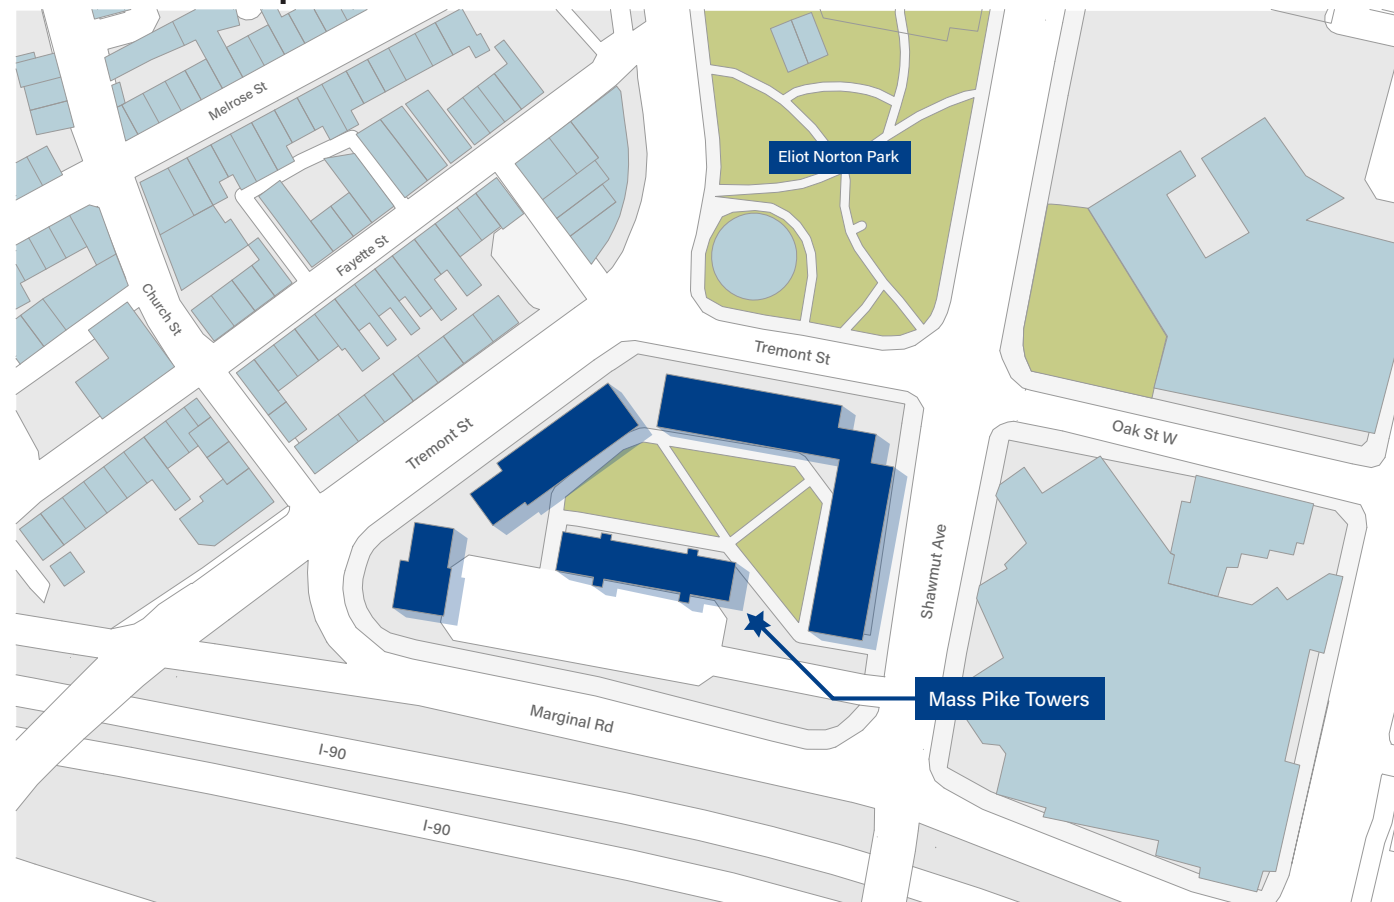 Melrose St
Eliot Norton Park
Fayette St
Church St
Tremont St
Tremont St
Oak St W
Shawmut Ave
Mass Pike Towers
Marginal Rd
I-90
I-90